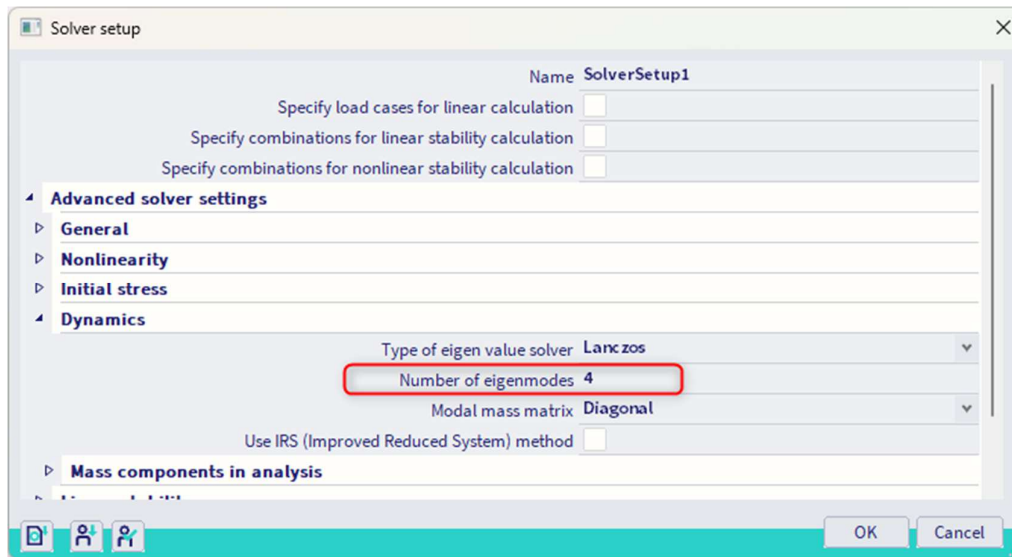 Solver setup
Name SolverSetup1
Specify load cases for linear calculation
Specify combinations for linear stability calculation
Specify combinations for nonlinear stability calculation
Advanced solver settings
General
Nonlinearity
Initial stress
Dynamics
Type of eigen value solver Lanczos
Number of eigenmodes 4
Modal mass matrix Diagonal
Use IRS (Improved Reduced System) method
Mass components in analysis
OK Cancel